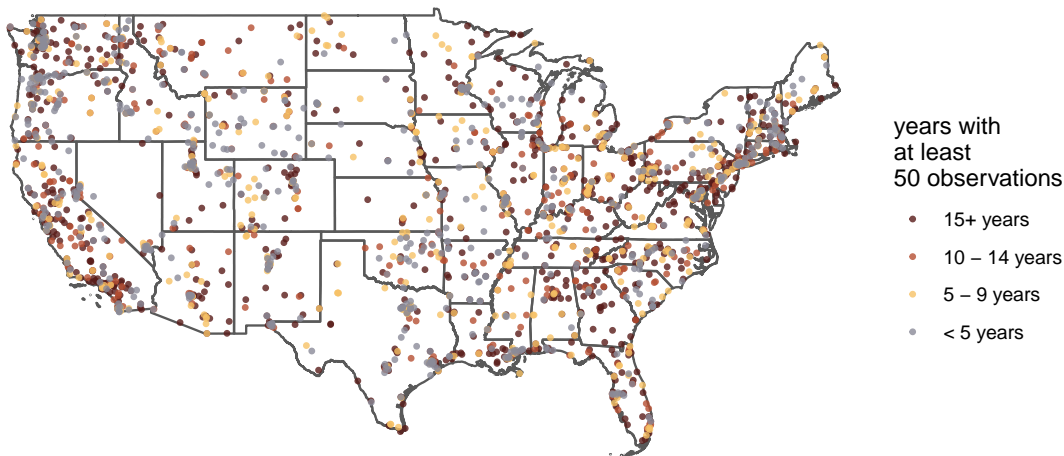 years with
at least
50 observations
15+ years
10 − 14 years
5 − 9 years
< 5 years